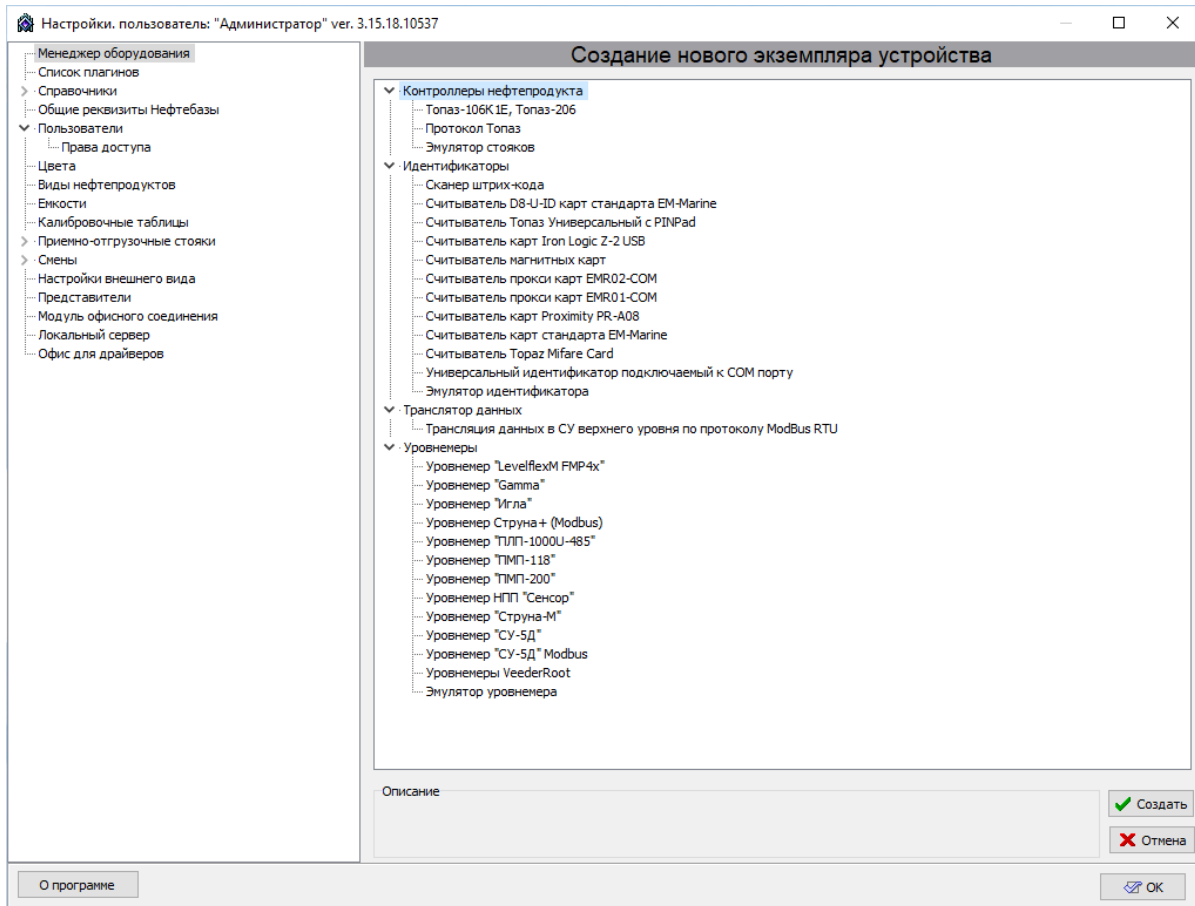 Настройки. пользователь: "Администратор" ver. 3.15.18.10537
Менеджер оборудования
Список плагинов
Справочники
Общие реквизиты Нефтебазы
Пользователи
Права доступа
Цвета
Виды нефтепродуктов
Емкости
Калибровочные таблицы
Приемно-отгрузочные стояки
Смены
Настройки внешнего вида
Представители
Модуль офисного соединения
Локальный сервер
Офис для драйверов
Создание нового экземпляра устройства
Контроллеры нефтепродукта
Топаз-106К1Е, Топаз-206
Протокол Топаз
Эмулятор стояков
Идентификаторы
Сканер штрих-кода
Считыватель D8-U-ID карт стандарта EM-Marine
Считыватель Топаз Универсальный с PINPad
Считыватель карт Iron Logic Z-2 USB
Считыватель магнитных карт
Считыватель прокси карт EMR02-COM
Считыватель прокси карт EMR01-COM
Считыватель карт Proximity PR-A08
Считыватель карт стандарта EM-Marine
Считыватель Topaz Mifare Card
Универсальный идентификатор подключаемый к COM порту
Эмулятор идентификатора
Транслятор данных
Трансляция данных в СУ верхнего уровня по протоколу ModBus RTU
Уровнемеры
Уровнемер "LevelflexM FMP4x"
Уровнемер "Gamma"
Уровнемер "Игла"
Уровнемер Струна+ (Modbus)
Уровнемер "ПЛП-1000U-485"
Уровнемер "ПМП-118"
Уровнемер "ПМП-200"
Уровнемер НПП "Сенсор"
Уровнемер "Струна-М"
Уровнемер "СУ-5Д"
Уровнемер "СУ-5Д" Modbus
Уровнемеры VeederRoot
Эмулятор уровнемера
Описание
Создать
Отмена
О программе
OK